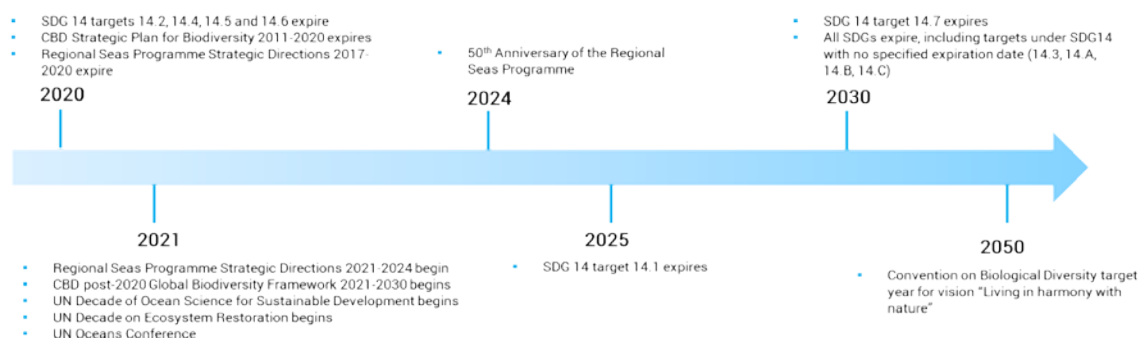 SDG 14 targets 14.2, 14.4, 14.5 and 14.6 expire
CBD Strategic Plan for Biodiversity 2011-2020 expires
Regional Seas Programme Strategic Directions 2017-
2020 expire
2020
50th Anniversary of the Regional
Seas Programme
2024
SDG 14 target 14.7 expires
All SDGs expire, including targets under SDG14
with no specified expiration date (14.3, 14.A,
14.B, 14.C)
2030
2021
Regional Seas Programme Strategic Directions 2021-2024 begin
CBD post-2020 Global Biodiversity Framework 2021-2030 begins
UN Decade of Ocean Science for Sustainable Development begins
UN Decade on Ecosystem Restoration begins
UN Oceans Conference
2025
SDG 14 target 14.1 expires
2050
Convention on Biological Diversity target
year for vision “Living in harmony with
nature”